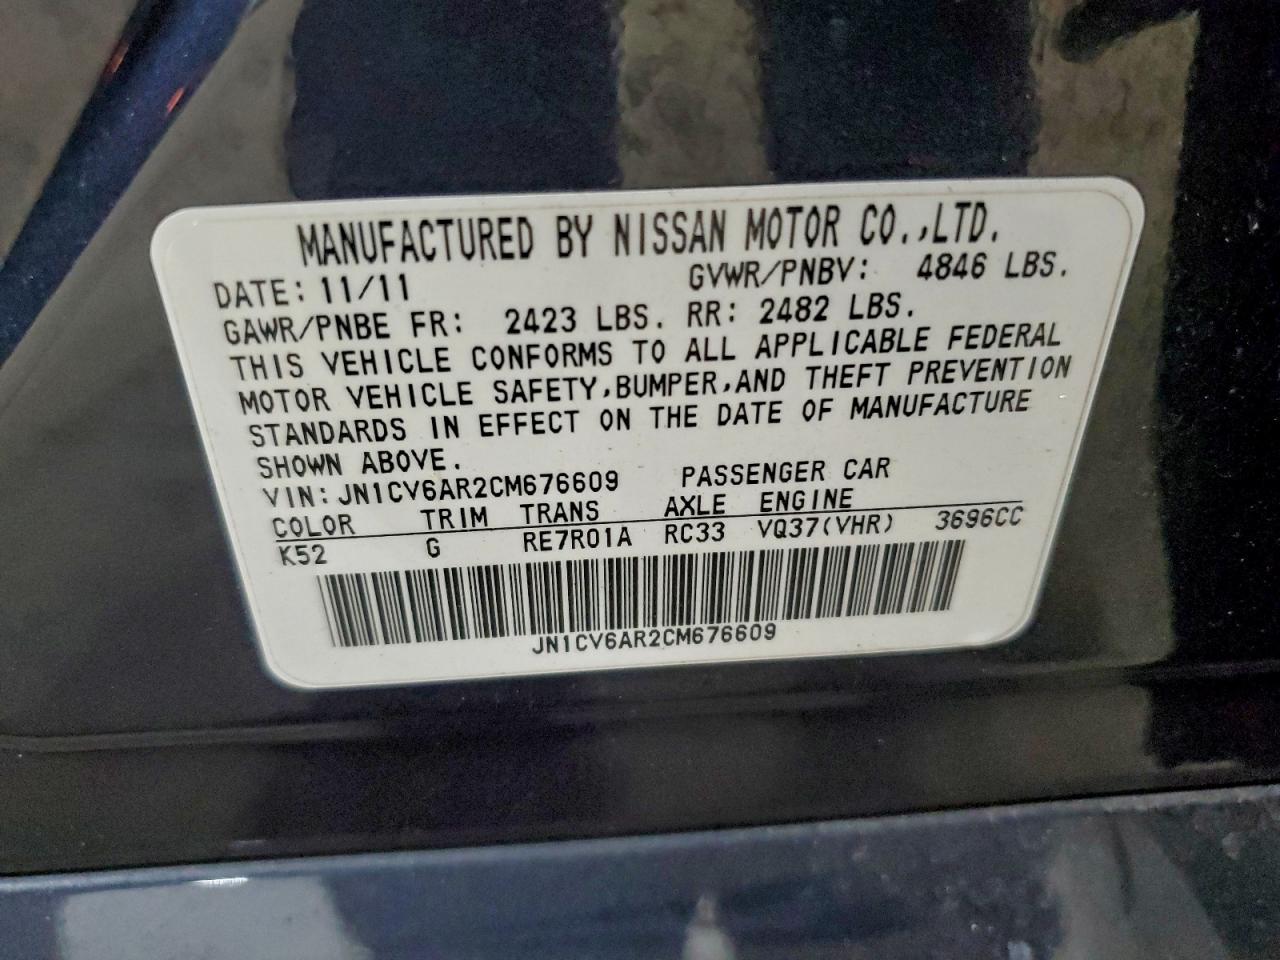 MANUFACTURED BY NISSAN MOTOR CO.,LTD.
DATE: 11/11 GVWR/PNBV: 4846 LBS.
GAWR/PNBE FR: 2423 LBS. RR: 2482 LBS.
THIS VEHICLE CONFORMS TO ALL APPLICABLE FEDERAL
MOTOR VEHICLE SAFETY,BUMPER,AND THEFT PREVENTION
STANDARDS IN EFFECT ON THE DATE OF MANUFACTURE
SHOWN ABOVE.
VIN: JN1CV6AR2CM676609 PASSENGER CAR
COLOR TRIM TRANS AXLE ENGINE
K52 G RE7R01A RC33 VQ37(VHR) 3696CC
JN1CV6AR2CM676609